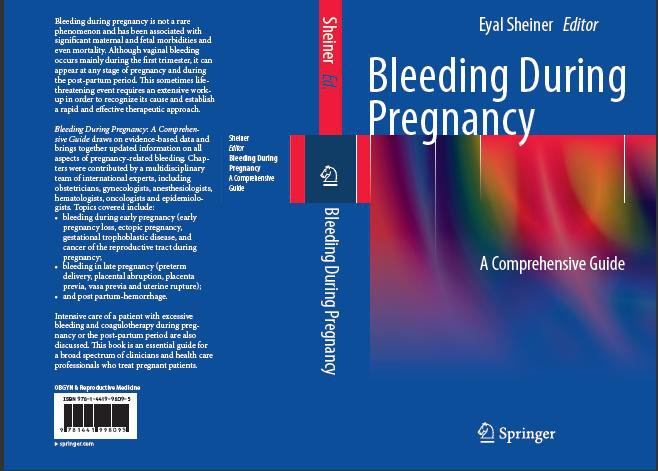 Bleeding during pregnancy is not a rare
phenomenon and has been associated with
significant maternal and fetal morbidities and
even mortality. Although vaginal bleeding
occurs mainly during the first trimester, it can
appear at any stage of pregnancy and during
the post-partum period. This sometimes life-
threatening event requires an extensive work-
up in order to recognize its cause and establish
a rapid and effective therapeutic approach.
Bleeding During Pregnancy: A Comprehen-
sive Guide draws on evidence-based data and
brings together updated information on all
aspects of pregnancy-related bleeding. Chap-
ters were contributed by a multidisciplinary
team of international experts, including
obstetricians, gynecologists, anesthesiologists,
hematologists, oncologists and epidemiolo-
gists. Topics covered include:
• bleeding during early pregnancy (early
pregnancy loss, ectopic pregnancy,
gestational trophoblastic disease, and
cancer of the reproductive tract during
pregnancy;
• bleeding in late pregnancy (preterm
delivery, placental abruption, placenta
previa, vasa previa and uterine rupture);
• and post partum-hemorrhage.
Intensive care of a patient with excessive
bleeding and coagulotherapy during preg-
nancy or the post-partum period are also
discussed. This book is an essential guide for
a broad spectrum of clinicians and health care
professionals who treat pregnant patients.
OBGYN & Reproductive Medicine
ISBN 978-1-4419-9809-5
9 781441 998095
▸ springer.com
Sheiner
Editor
Bleeding During
Pregnancy
A Comprehensive
Guide
Sheiner Ed.
Bleeding During Pregnancy
Eyal Sheiner Editor
Bleeding During
Pregnancy
A Comprehensive Guide
Springer